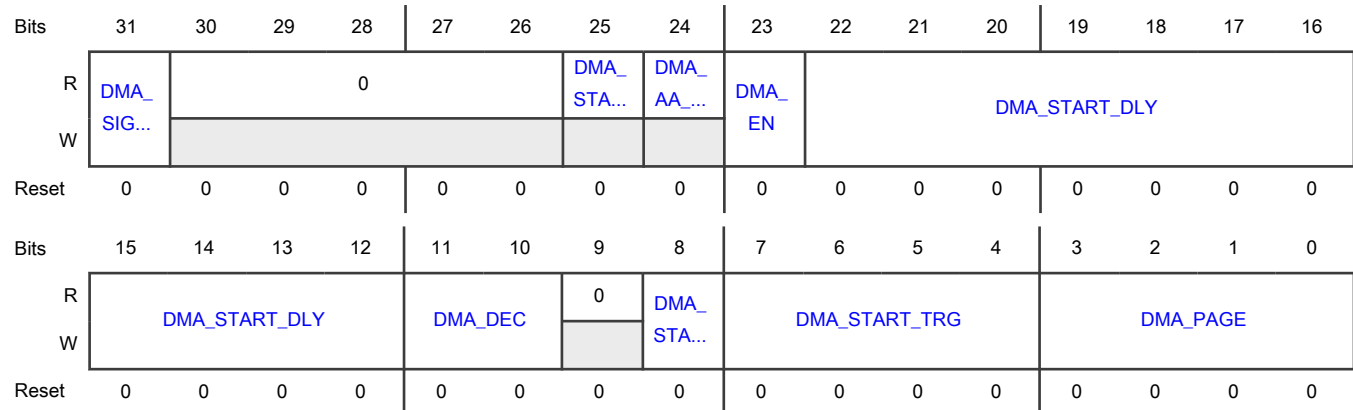 Bits 31 30 29 28 27 26 25 24 23 22 21 20 19 18 17 16
R DMA_ SIG... 0 DMA_ STA... DMA_ AA_... DMA_ EN DMA_START_DLY
W
Reset 0 0 0 0 0 0 0 0 0 0 0 0 0 0 0 0
Bits 15 14 13 12 11 10 9 8 7 6 5 4 3 2 1 0
R DMA_START_DLY DMA_DEC 0 DMA_ STA... DMA_START_TRG DMA_PAGE
W
Reset 0 0 0 0 0 0 0 0 0 0 0 0 0 0 0 0